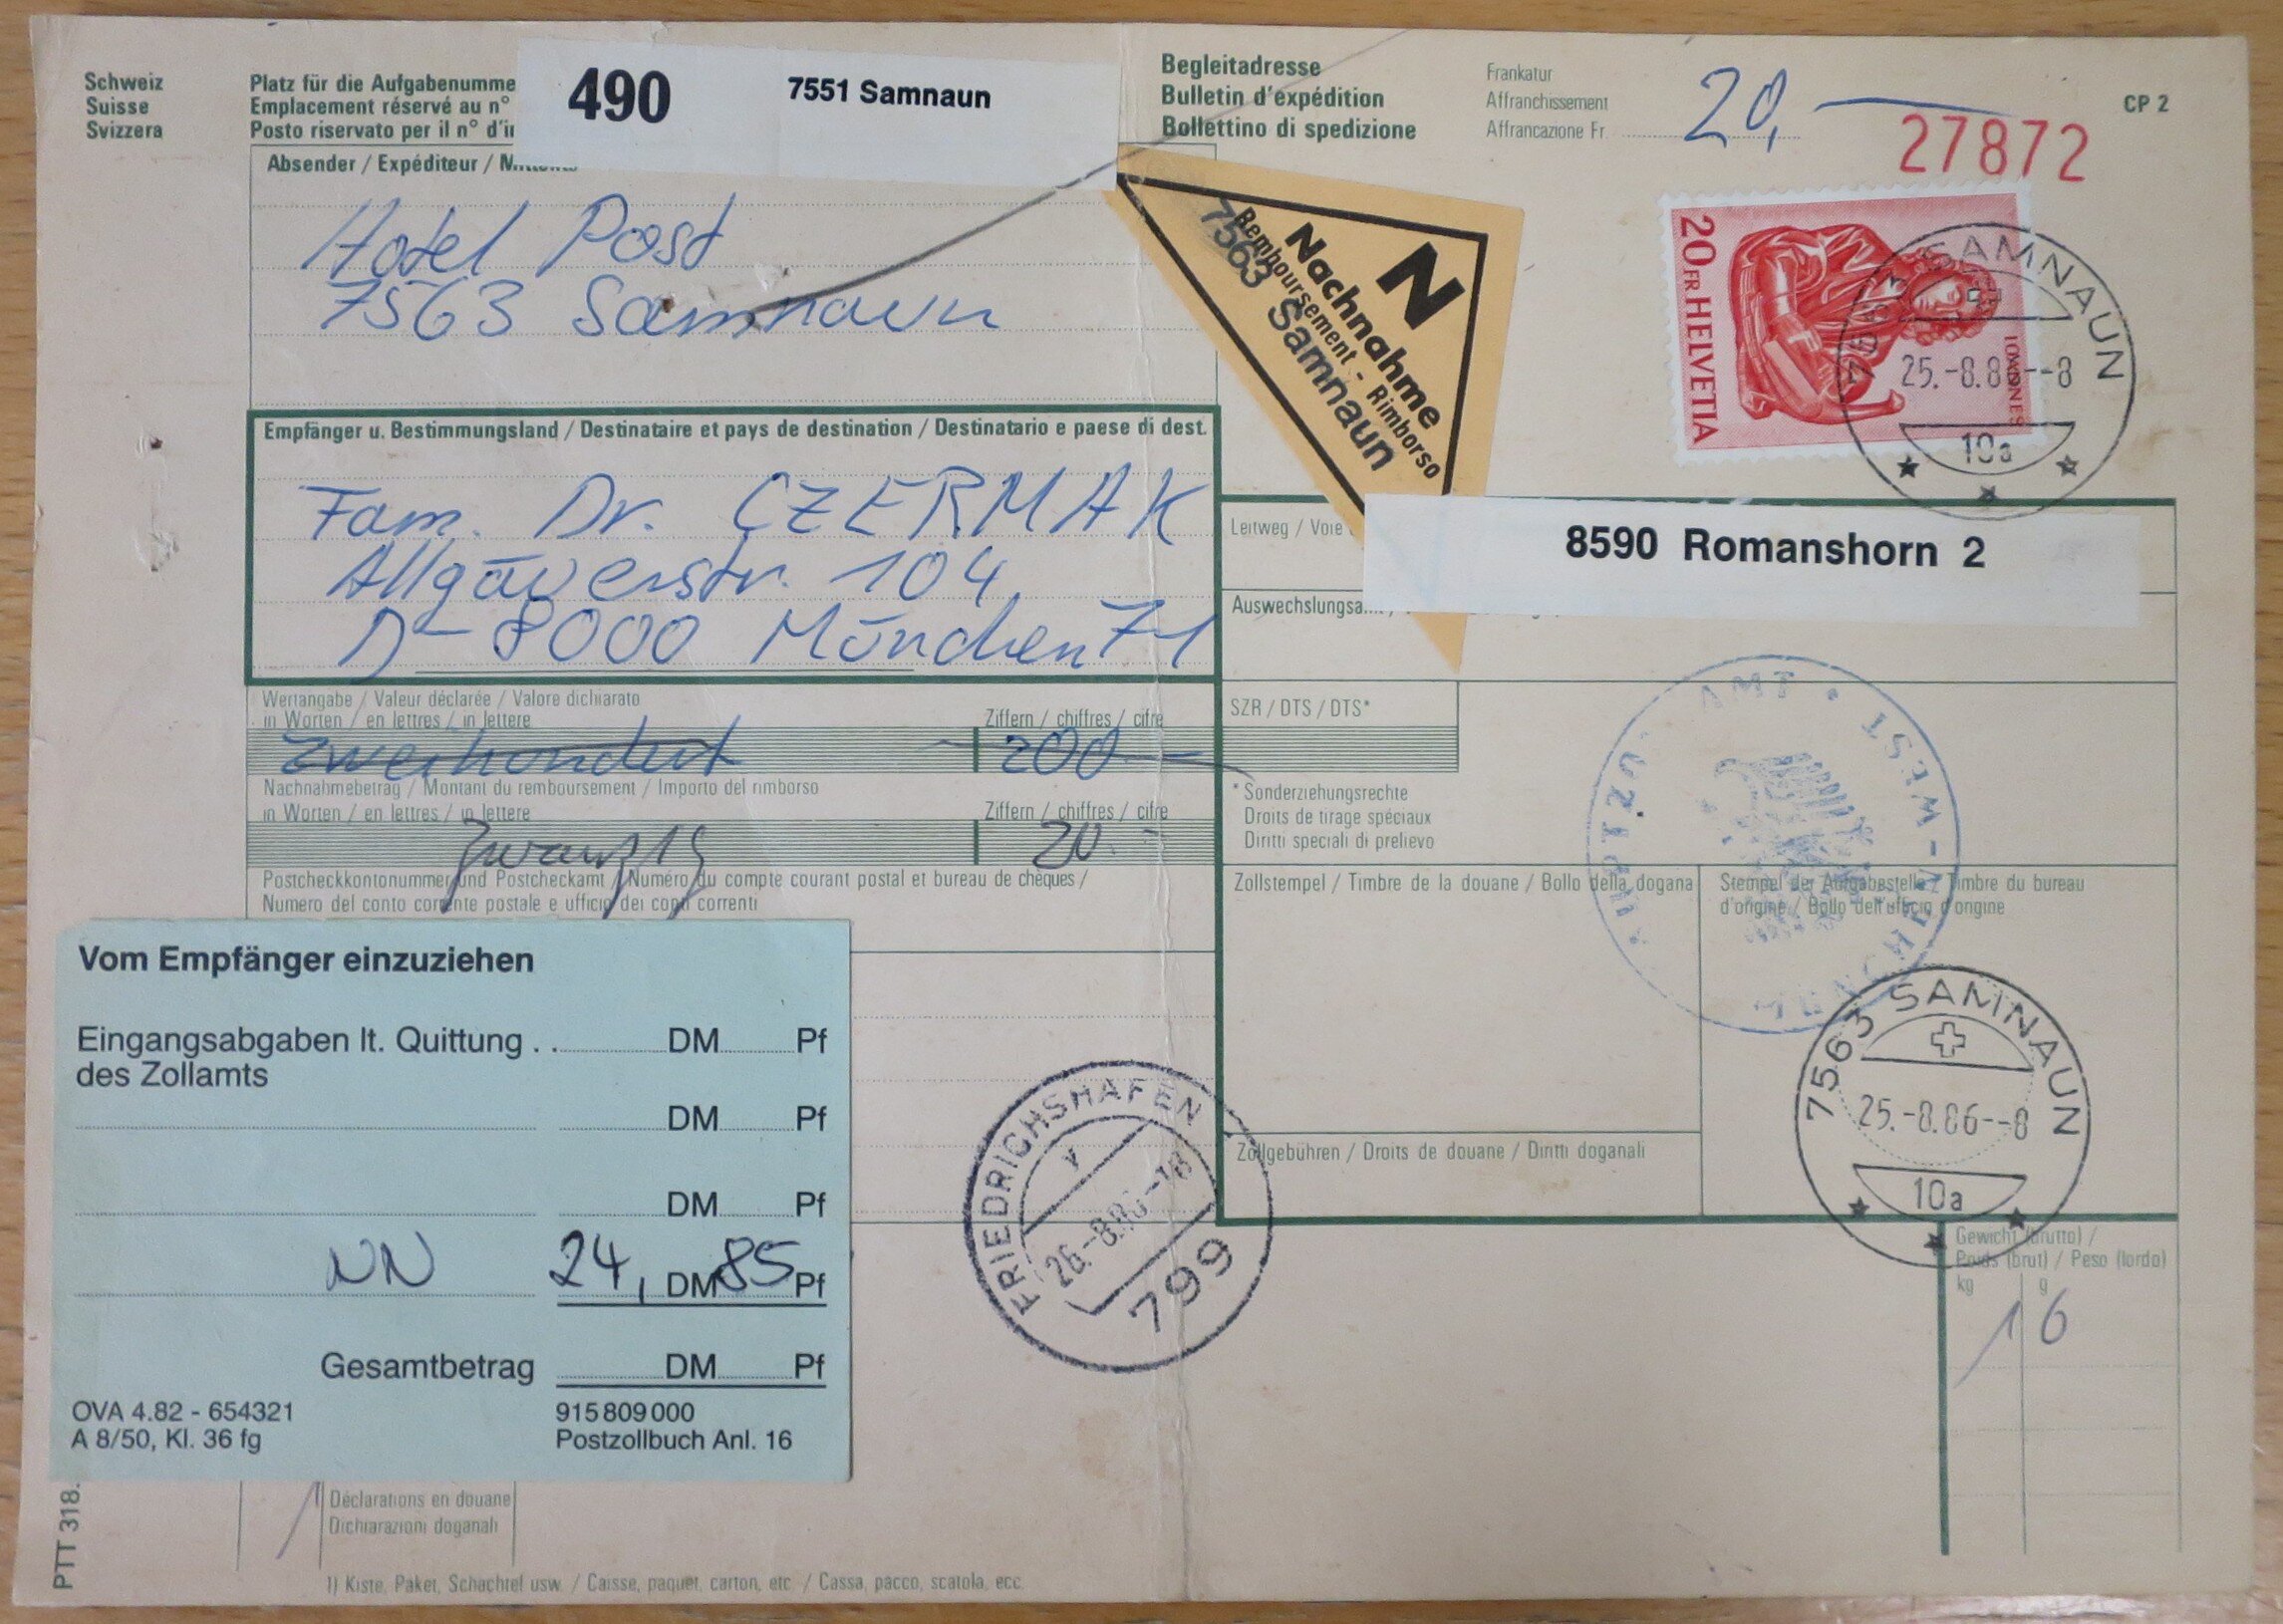 Schweiz
Suisse
Svizzera
Platz für die Aufgabenumme
Emplacement réservé au n°
Posto riservato per il n° d'i
490 7551 Samnaun
Begleitadresse
Bulletin d'expédition
Bollettino di spedizione
Frankatur
Affranchissement
Affrancazione Fr.
20,—
CP 2
27872
Absender / Expéditeur /
Hotel Post
7563 Samnaun
N
Nachnahme
Remboursement - Rimborso
7563 Samnaun
20 FR HELVETIA
IOHANNES
7563 SAMNAUN
25.-8.86--8
10a
Empfänger u. Bestimmungsland / Destinataire et pays de destination / Destinatario e paese di dest.
Fam. Dr. CZERMAK
Allgäuerstr. 104
D-8000 München 71
Leitweg / Voie
8590 Romanshorn 2
Auswechslungsa
Wertangabe / Valeur déclarée / Valore dichiarato
in Worten / en lettres / in lettere
Ziffern / chiffres / cifre
zweihundert
200
SZR / DTS / DTS*
Nachnahmebetrag / Montant du remboursement / Importo del rimborso
in Worten / en lettres / in lettere
Ziffern / chiffres / cifre
zwanzig
20.-
* Sonderziehungsrechte
Droits de tirage spéciaux
Diritti speciali di prelievo
Postcheckkontonummer und Postcheckamt / Numéro du compte courant postal et bureau de chèques /
Numero del conto corrente postale e ufficio dei conti correnti
Zollstempel / Timbre de la douane / Bollo della dogana
Stempel der Aufgabestelle / Timbre du bureau
d'origine / Bollo dell'ufficio d'origine
HAUPTZOLLAMT MÜNCHEN-WEST
Vom Empfänger einzuziehen
Eingangsabgaben lt. Quittung . . DM Pf
des Zollamts
DM Pf
DM Pf
NN 24, DM 85 Pf
Gesamtbetrag DM Pf
OVA 4.82 - 654321
A 8/50, Kl. 36 fg
915 809 000
Postzollbuch Anl. 16
FRIEDRICHSHAFEN
26.-8.86-18
799
7563 SAMNAUN
25.-8.86--8
10a
Zollgebühren / Droits de douane / Diritti doganali
Gewicht (brutto) /
Poids (brut) / Peso (lordo)
kg g
1 6
1
Déclarations en douane
Dichiarazioni doganali
PTT 318.
1) Kiste, Paket, Schachtel usw. / Caisse, paquet, carton, etc. / Cassa, pacco, scatola, ecc.